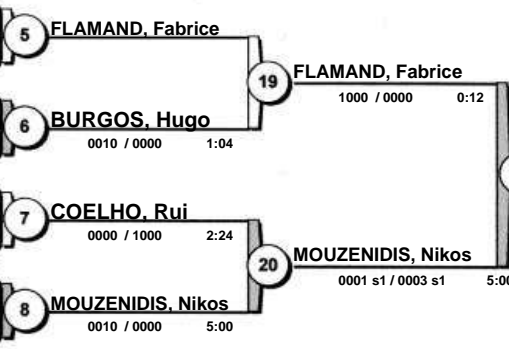 5 FLAMAND, Fabrice
19 FLAMAND, Fabrice
1000 / 0000 0:12
6 BURGOS, Hugo
0010 / 0000 1:04
7 COELHO, Rui
0000 / 1000 2:24
20 MOUZENIDIS, Nikos
0001 s1 / 0003 s1 5:00
8 MOUZENIDIS, Nikos
0010 / 0000 5:00